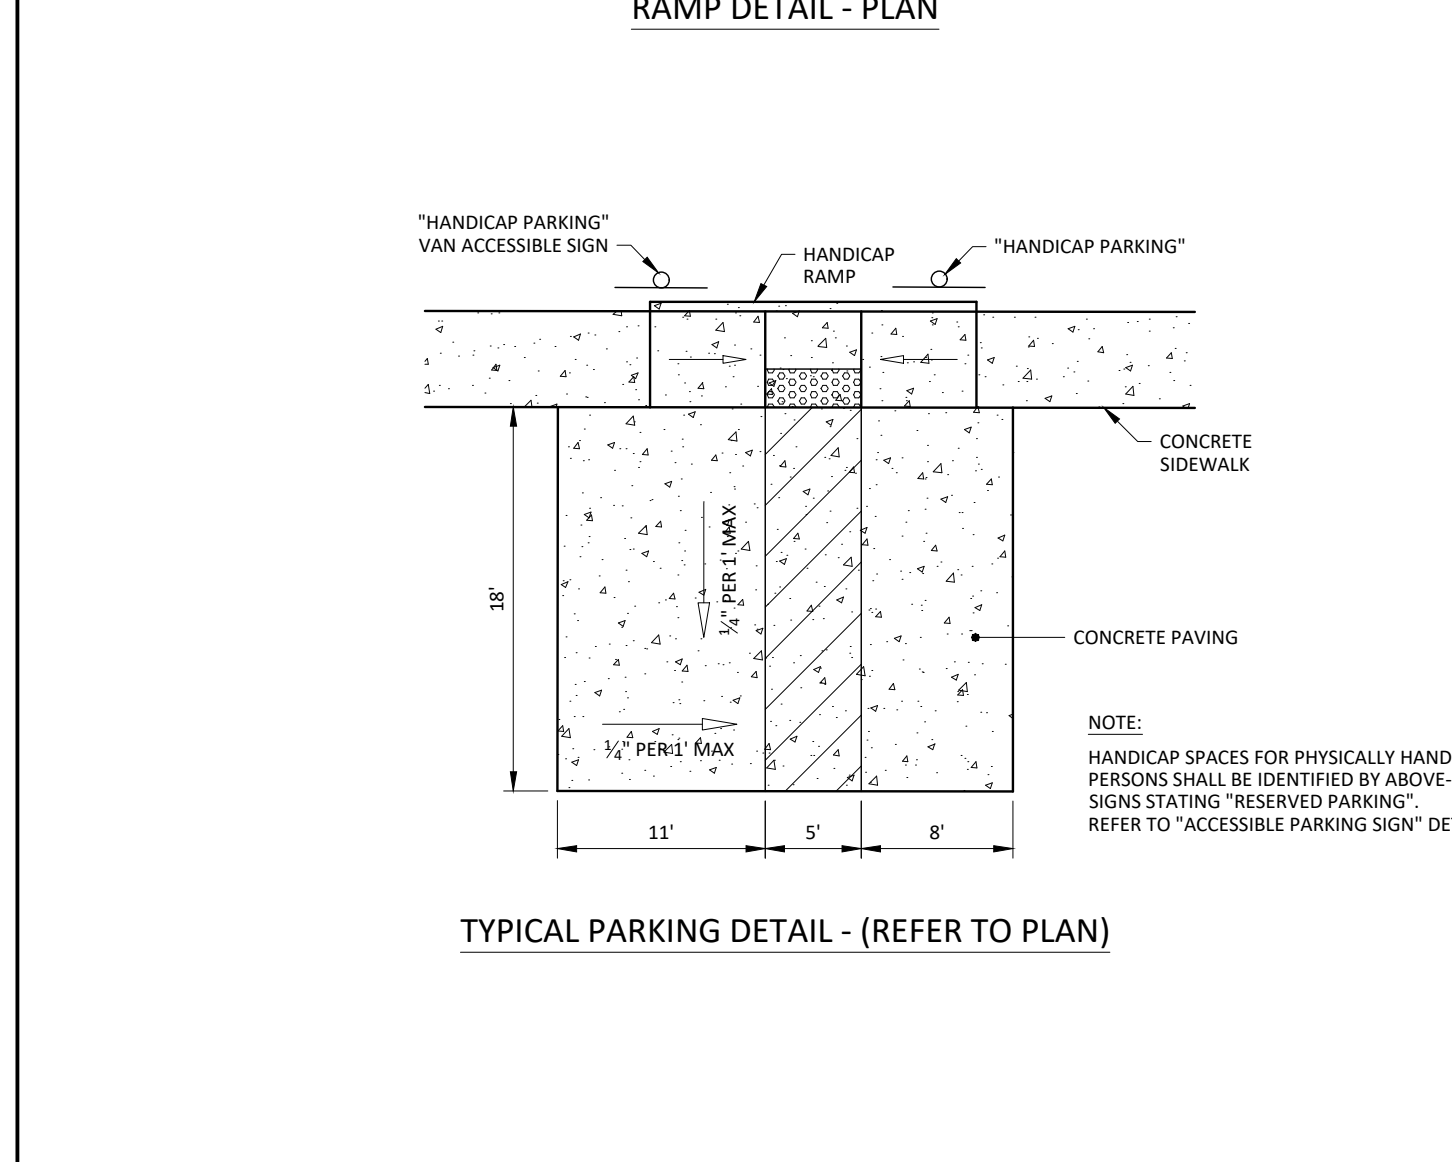 RAMP DETAIL - PLAN
"HANDICAP PARKING"
VAN ACCESSIBLE SIGN
HANDICAP
RAMP
"HANDICAP PARKING"
CONCRETE
SIDEWALK
18'
¼" PER 1' MAX
CONCRETE PAVING
¼" PER 1' MAX
NOTE:
HANDICAP SPACES FOR PHYSICALLY HAND
PERSONS SHALL BE IDENTIFIED BY ABOVE-
SIGNS STATING "RESERVED PARKING".
REFER TO "ACCESSIBLE PARKING SIGN" DE
11'
5'
8'
TYPICAL PARKING DETAIL - (REFER TO PLAN)